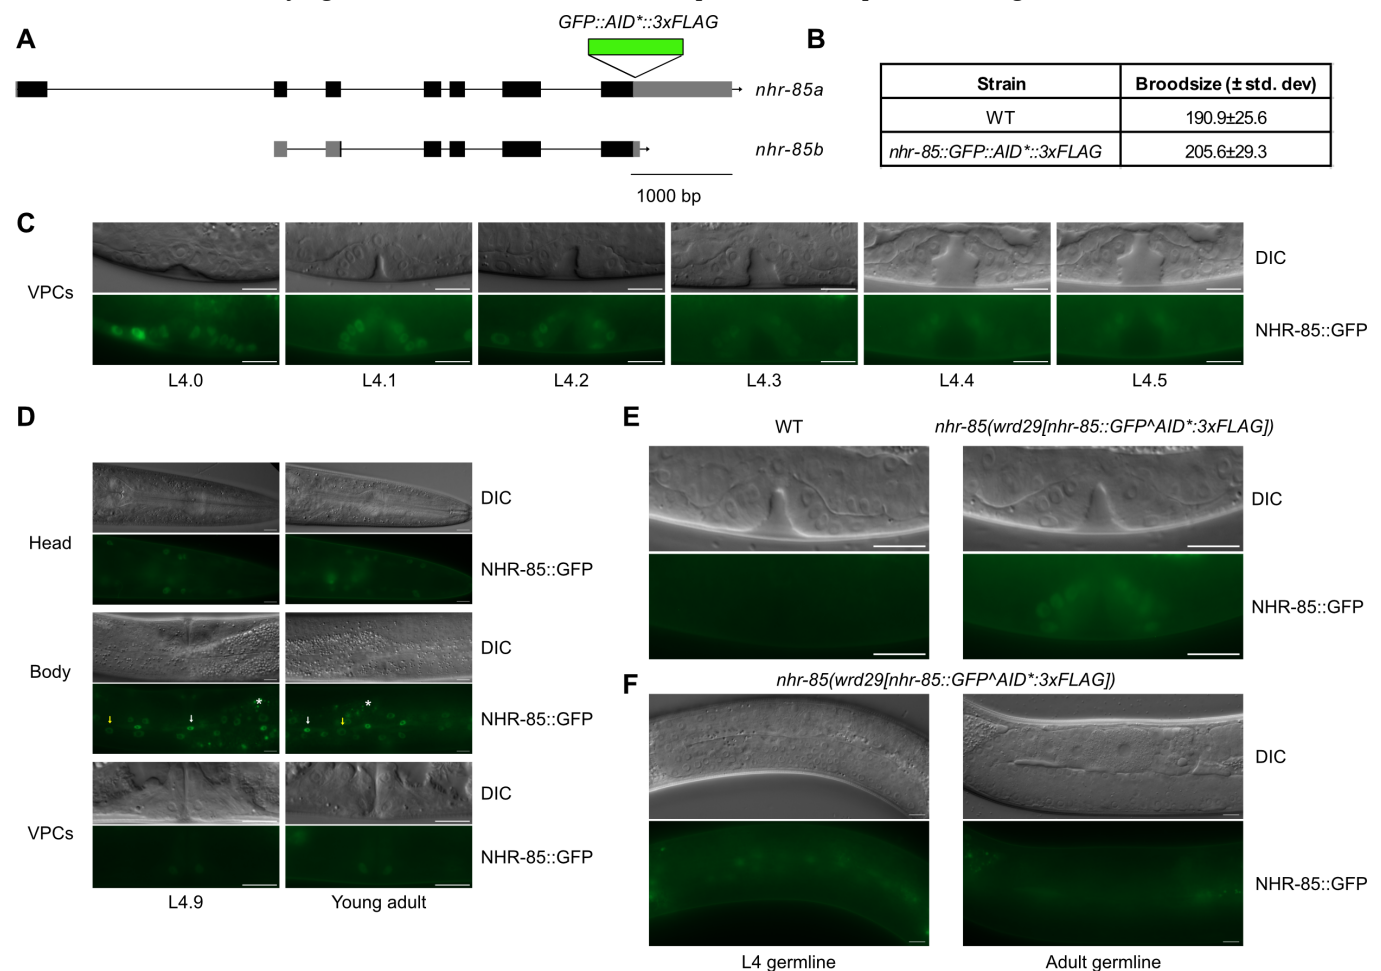 GFP::AID*::3xFLAG
A
B
nhr-85a
nhr-85b
1000 bp
Strain Broodsize (± std. dev)
WT 190.9±25.6
nhr-85::GFP::AID*::3xFLAG 205.6±29.3
C
VPCs
DIC
NHR-85::GFP
L4.0 L4.1 L4.2 L4.3 L4.4 L4.5
D
Head
DIC
NHR-85::GFP
Body
DIC
NHR-85::GFP
* *
VPCs
DIC
NHR-85::GFP
L4.9 Young adult
E
WT nhr-85(wrd29[nhr-85::GFP^AID*:3xFLAG])
DIC
NHR-85::GFP
F
nhr-85(wrd29[nhr-85::GFP^AID*:3xFLAG])
DIC
NHR-85::GFP
L4 germline Adult germline